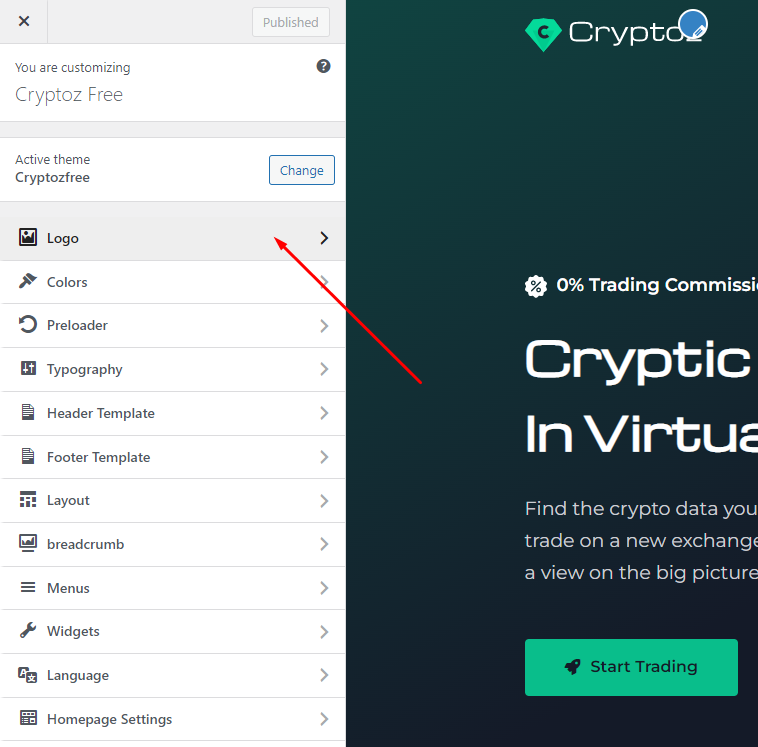 Published
You are customizing
Cryptoz Free
Active theme
Cryptozfree
Change
Logo
Colors
Preloader
Typography
Header Template
Footer Template
Layout
breadcrumb
Menus
Widgets
Language
Homepage Settings
Cryptoz
0% Trading Commissi
Cryptic
In Virtua
Find the crypto data you
trade on a new exchange
a view on the big picture
Start Trading